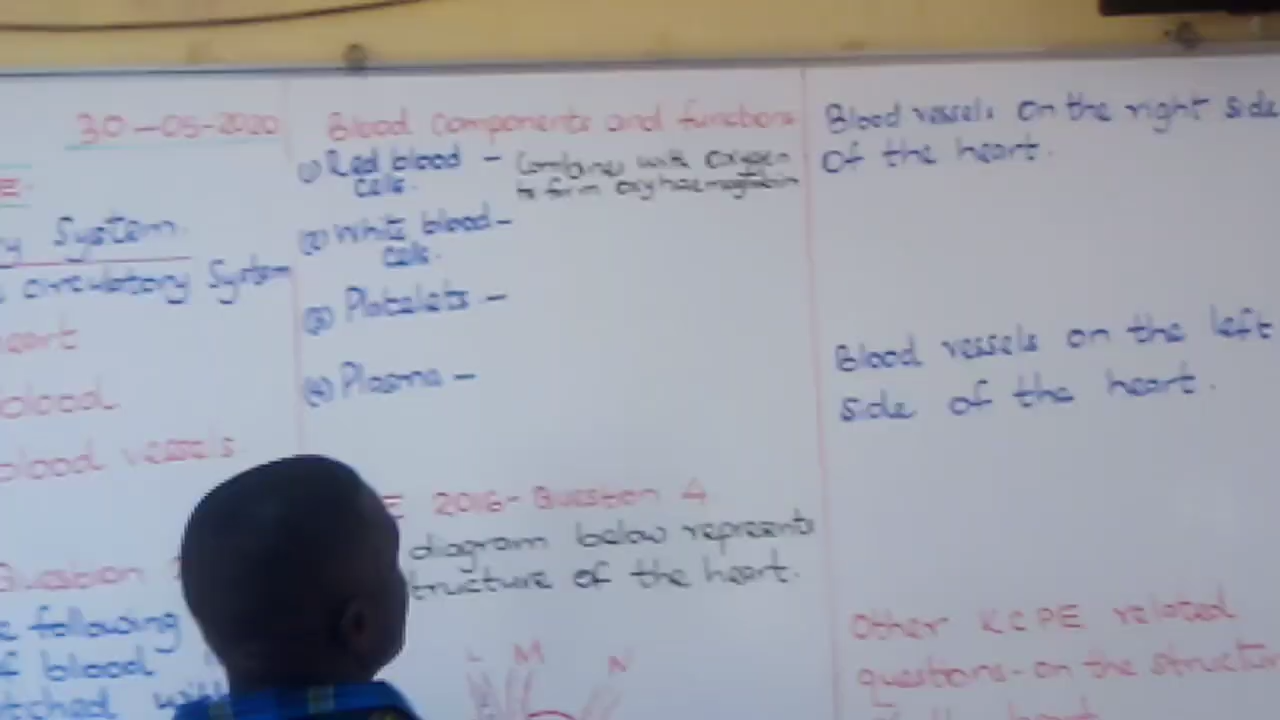 30-05-2020
E.
y System.
circulatory System
heart
blood
blood vessels
Question
following
of blood
Blood Components and functions
(1) Red blood cells. - Combines with oxygen
to form oxyhaemoglobin
(2) White blood -
cells.
(3) Platelets -
(4) Plasma -
E 2016- Question 4
diagram below represents
structure of the heart.
L M N
Blood vessels on the right side
of the heart.
Blood vessels on the left
side of the heart.
Other KCPE related
questions-on the structure